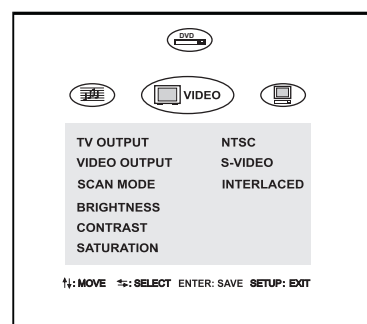 DVD
VIDEO
TV OUTPUT NTSC
VIDEO OUTPUT S-VIDEO
SCAN MODE INTERLACED
BRIGHTNESS
CONTRAST
SATURATION
↑↓: MOVE ⇆: SELECT ENTER: SAVE SETUP: EXIT